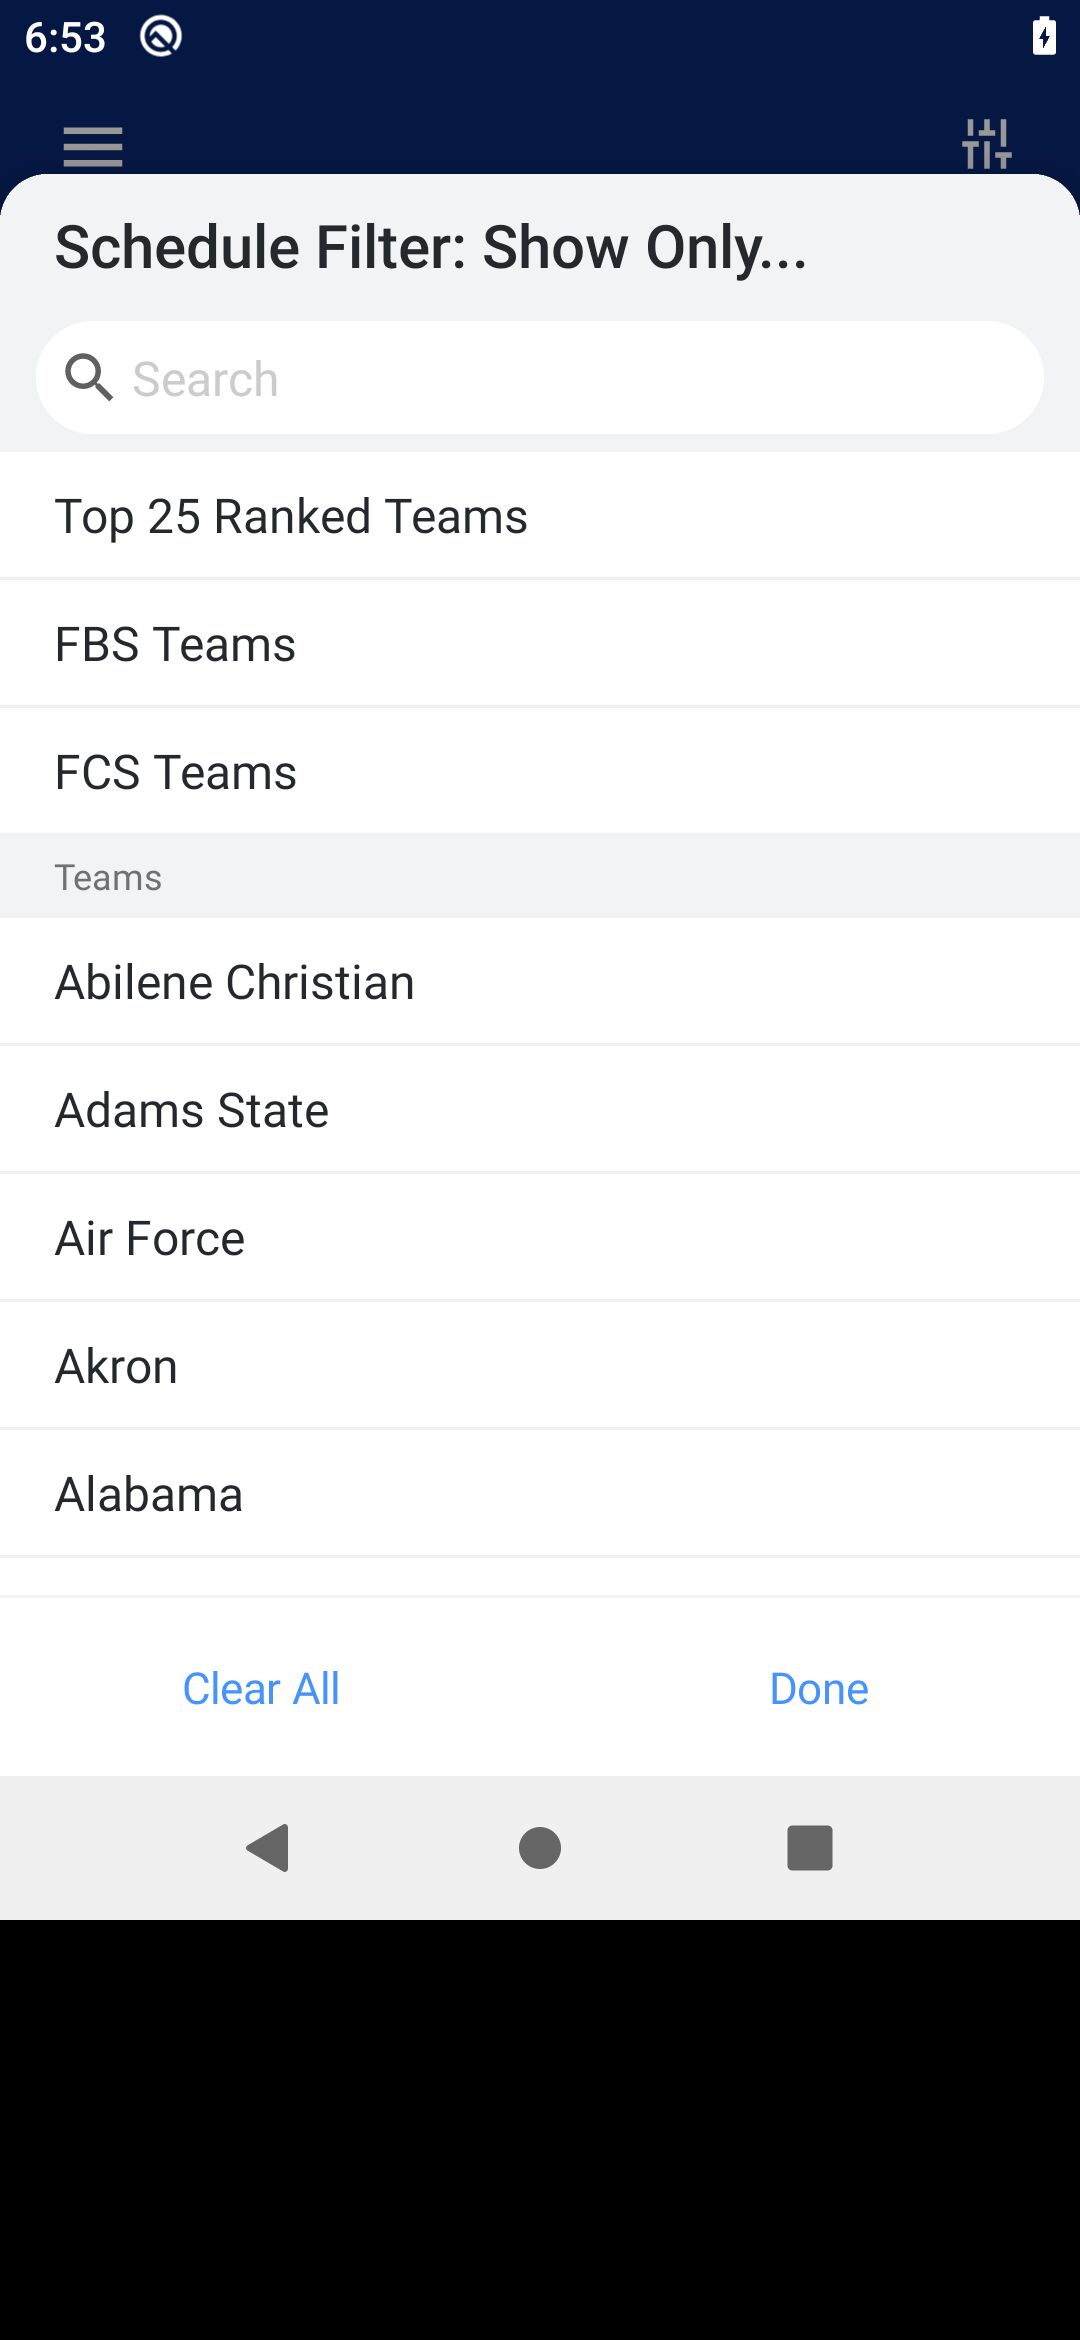 6:53
Schedule Filter: Show Only...
Search
Top 25 Ranked Teams
FBS Teams
FCS Teams
Teams
Abilene Christian
Adams State
Air Force
Akron
Alabama
Clear All
Done